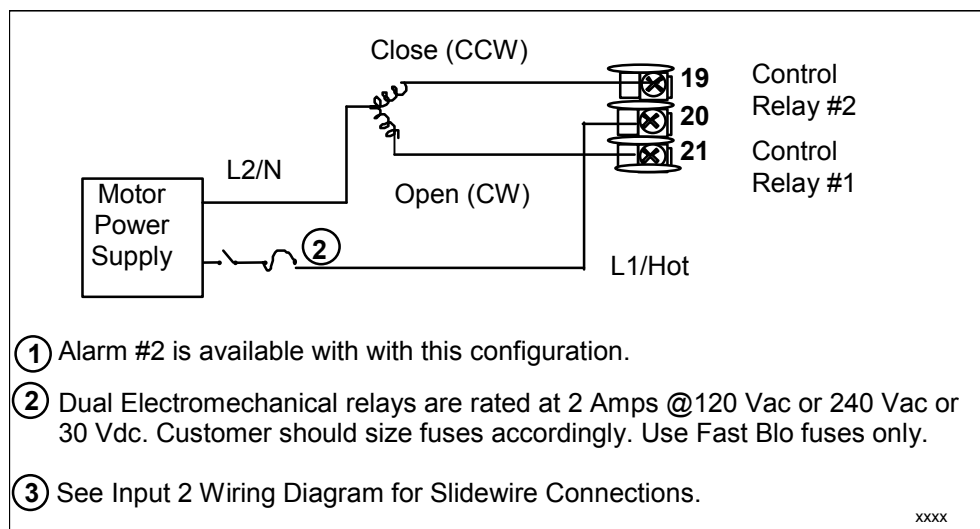 Close (CCW)
19 Control
Relay #2
20
21 Control
Relay #1
L2/N
Open (CW)
Motor
Power
Supply
2
L1/Hot
1 Alarm #2 is available with with this configuration.
2 Dual Electromechanical relays are rated at 2 Amps @120 Vac or 240 Vac or
30 Vdc. Customer should size fuses accordingly. Use Fast Blo fuses only.
3 See Input 2 Wiring Diagram for Slidewire Connections.
xxxx